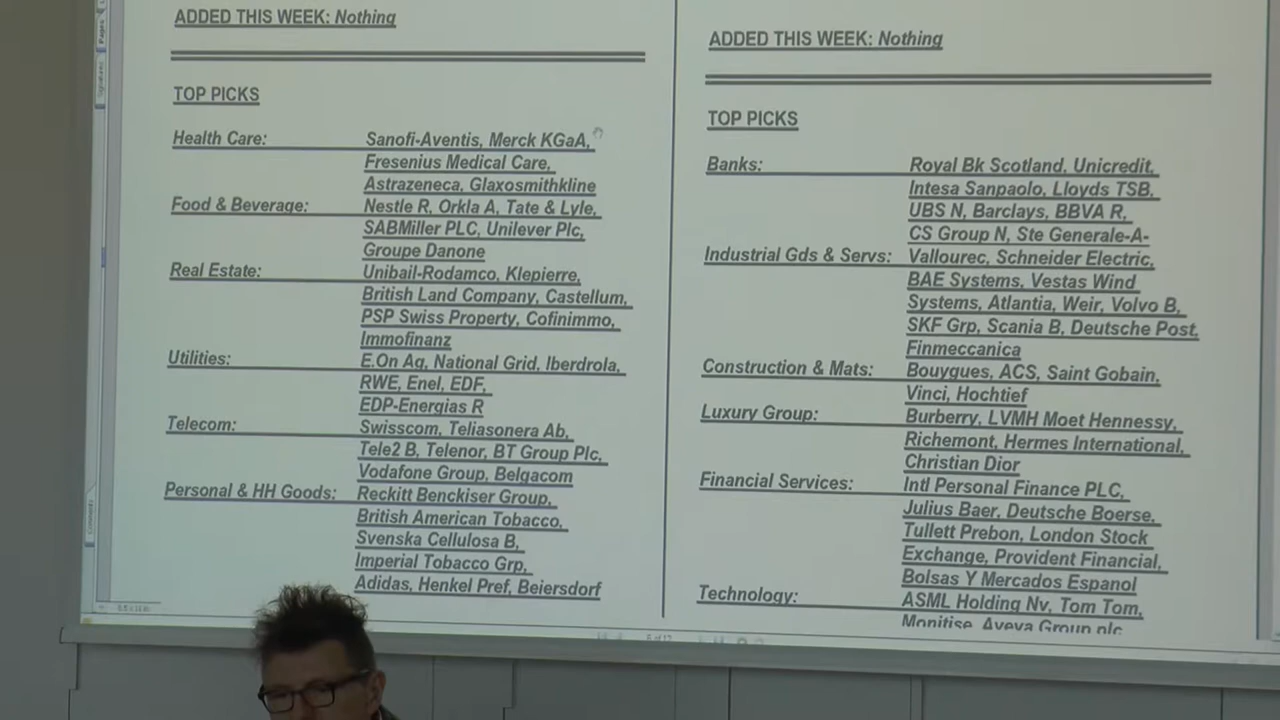 ADDED THIS WEEK: Nothing
TOP PICKS
Health Care: Sanofi-Aventis, Merck KGaA,
Fresenius Medical Care,
Astrazeneca, Glaxosmithkline
Food & Beverage: Nestle R, Orkla A, Tate & Lyle,
SABMiller PLC, Unilever Plc,
Groupe Danone
Real Estate: Unibail-Rodamco, Klepierre,
British Land Company, Castellum,
PSP Swiss Property, Cofinimmo,
Immofinanz
Utilities: E.On Ag, National Grid, Iberdrola,
RWE, Enel, EDF,
EDP-Energias R
Telecom: Swisscom, Teliasonera Ab,
Tele2 B, Telenor, BT Group Plc,
Vodafone Group, Belgacom
Personal & HH Goods: Reckitt Benckiser Group,
British American Tobacco,
Svenska Cellulosa B,
Imperial Tobacco Grp,
Adidas, Henkel Pref, Beiersdorf
ADDED THIS WEEK: Nothing
TOP PICKS
Banks: Royal Bk Scotland, Unicredit,
Intesa Sanpaolo, Lloyds TSB,
UBS N, Barclays, BBVA R,
CS Group N, Ste Generale-A-
Industrial Gds & Servs: Vallourec, Schneider Electric,
BAE Systems, Vestas Wind
Systems, Atlantia, Weir, Volvo B,
SKF Grp, Scania B, Deutsche Post,
Finmeccanica
Construction & Mats: Bouygues, ACS, Saint Gobain,
Vinci, Hochtief
Luxury Group: Burberry, LVMH Moet Hennessy,
Richemont, Hermes International,
Christian Dior
Financial Services: Intl Personal Finance PLC,
Julius Baer, Deutsche Boerse,
Tullett Prebon, London Stock
Exchange, Provident Financial,
Bolsas Y Mercados Espanol
Technology: ASML Holding Nv, Tom Tom,
Monitise, Aveva Group plc